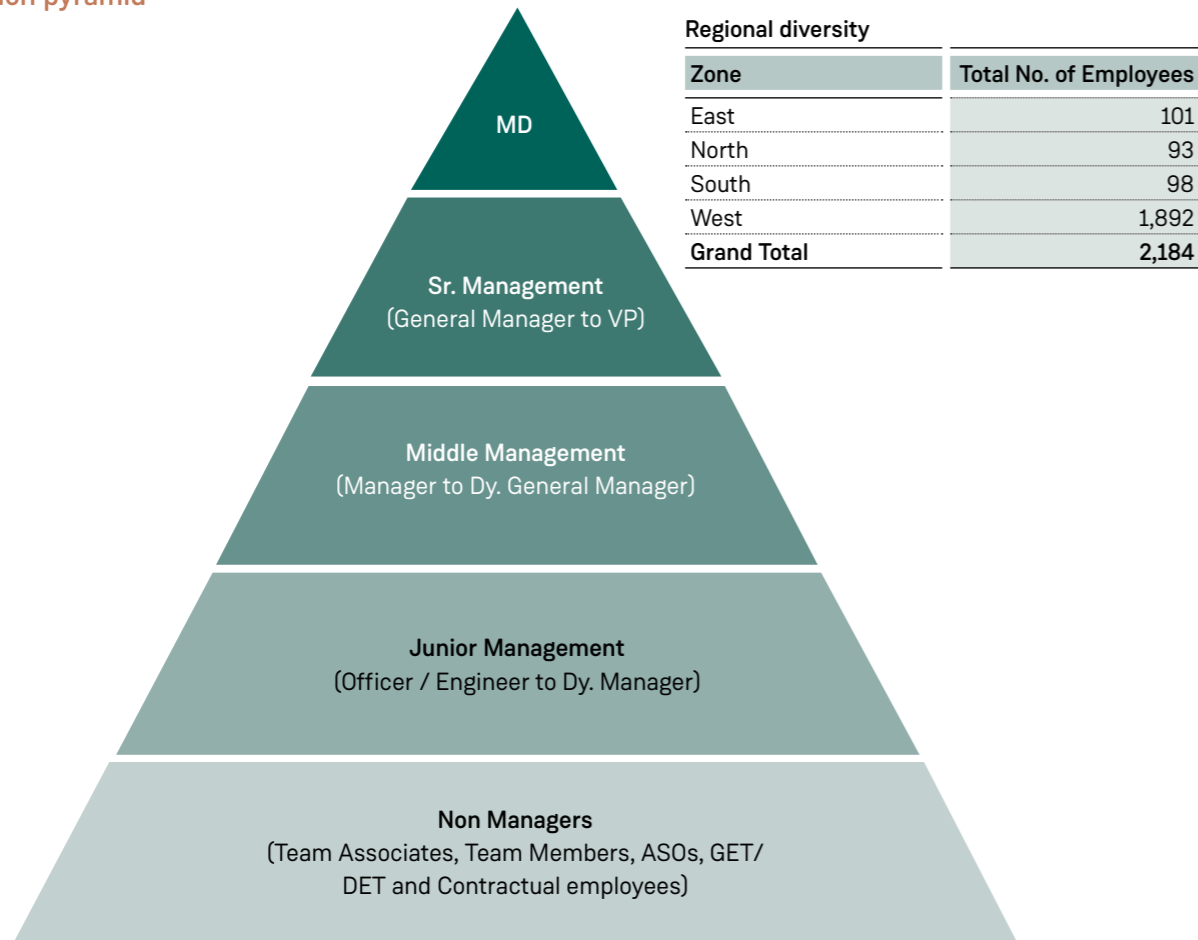 pyramid
Regional diversity
Zone Total No. of Employees
East 101
North 93
South 98
West 1,892
Grand Total 2,184
MD
Sr. Management
(General Manager to VP)
Middle Management
(Manager to Dy. General Manager)
Junior Management
(Officer / Engineer to Dy. Manager)
Non Managers
(Team Associates, Team Members, ASOs, GET/
DET and Contractual employees)